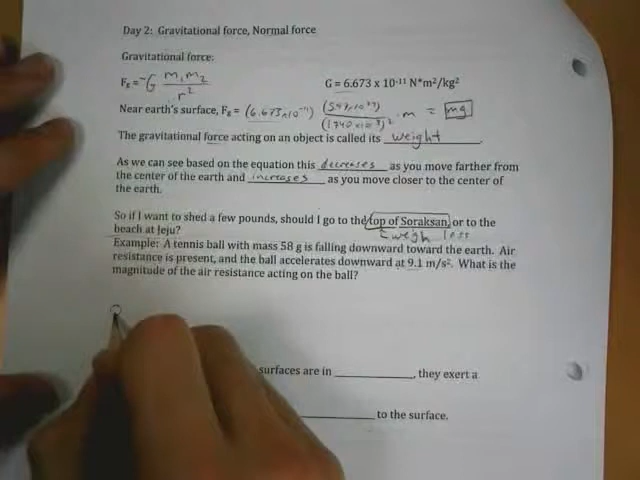 Day 2: Gravitational force, Normal force
Gravitational force:
Fg = -G m₁m₂ / r² G = 6.673 x 10⁻¹¹ N*m²/kg²
Near earth's surface, Fg = (6.673x10⁻¹¹) m = mg
The gravitational force acting on an object is called its weight.
As we can see based on the equation this decreases as you move farther from
the center of the earth and increases as you move closer to the center of
the earth.
So if I want to shed a few pounds, should I go to the top of Soraksan, or to the
weigh less
beach at Jeju?
Example: A tennis ball with mass 58 g is falling downward toward the earth. Air
resistance is present, and the ball accelerates downward at 9.1 m/s². What is the
magnitude of the air resistance acting on the ball?
surfaces are in ____________, they exert a
____________ to the surface.